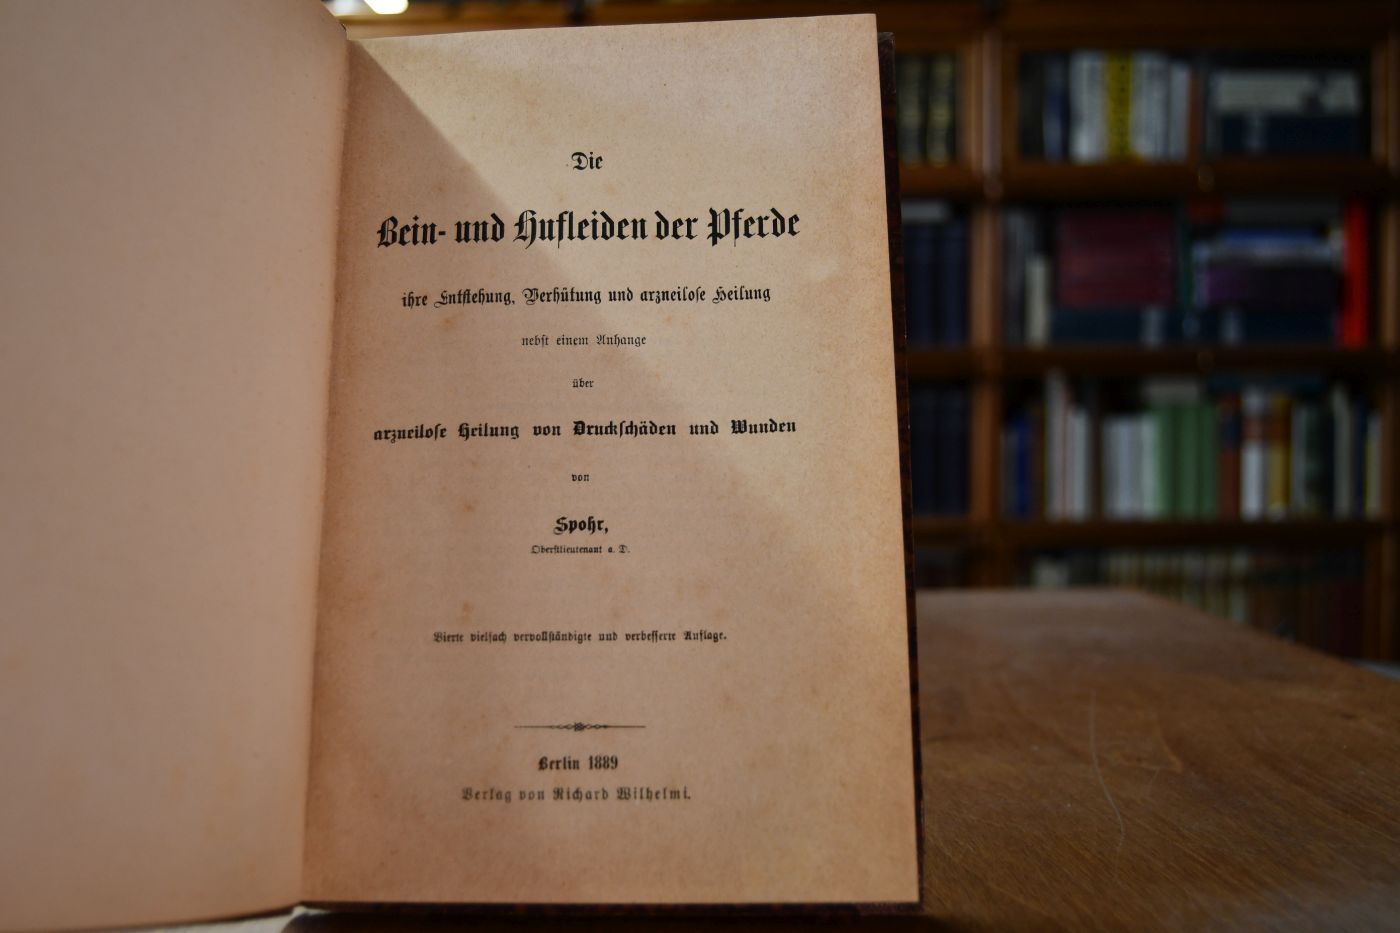 Die
Bein- und Hufleiden der Pferde
ihre Entstehung, Verhütung und arzneilose Heilung
nebst einem Anhange
über
arzneilose Heilung von Druckschäden und Wunden
von
Spohr,
Oberstlieutenant a. D.
Vierte vielfach vervollständigte und verbesserte Auflage.
Berlin 1889
Verlag von Richard Wilhelmi.